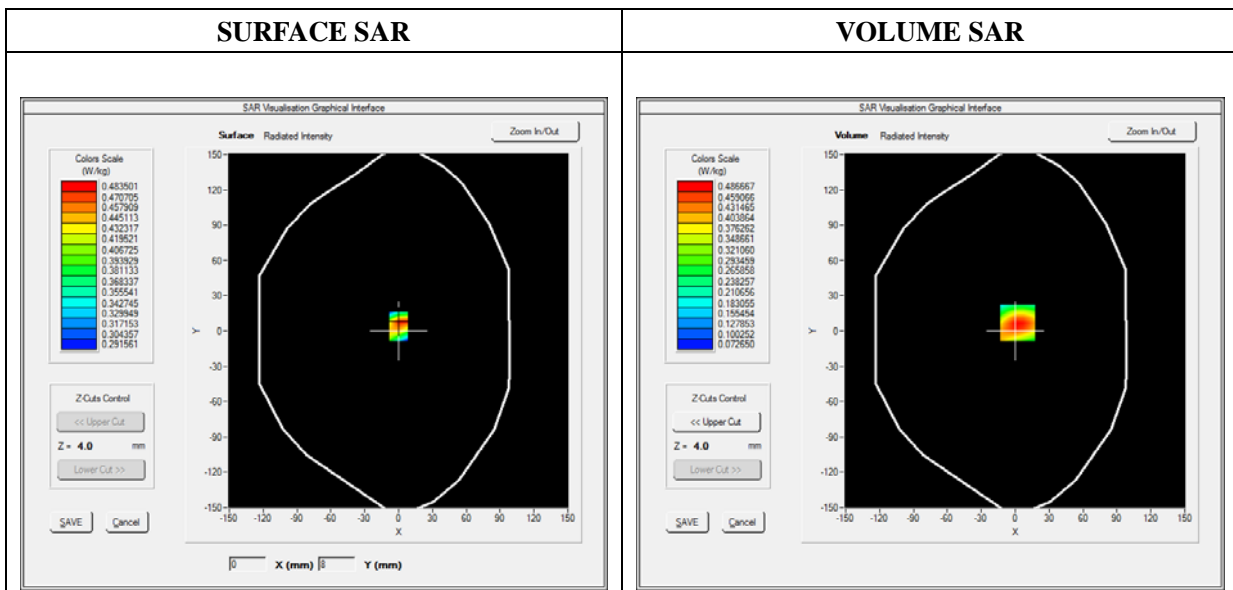 SURFACE SAR
VOLUME SAR
SAR Visualisation Graphical Interface
Surface Radiated Intensity
Zoom In/Out
Colors Scale
(W/kg)
0.483501
0.470705
0.457909
0.445113
0.432317
0.419521
0.406725
0.393929
0.381133
0.368337
0.355541
0.342745
0.329949
0.317153
0.304357
0.291561
Z-Cuts Control
<< Upper Cut
Z = 4.0 mm
Lower Cut >>
SAVE Cancel
150
120
90
60
30
0
-30
-60
-90
-120
-150
Y
-150 -120 -90 -60 -30 0 30 60 90 120 150
X
0 X (mm) 8 Y (mm)
SAR Visualisation Graphical Interface
Volume Radiated Intensity
Zoom In/Out
Colors Scale
(W/kg)
0.486667
0.459066
0.431465
0.403864
0.376262
0.348661
0.321060
0.293459
0.265858
0.238257
0.210656
0.183055
0.155454
0.127853
0.100252
0.072650
Z-Cuts Control
<< Upper Cut
Z = 4.0 mm
Lower Cut >>
SAVE Cancel
150
120
90
60
30
0
-30
-60
-90
-120
-150
Y
-150 -120 -90 -60 -30 0 30 60 90 120 150
X